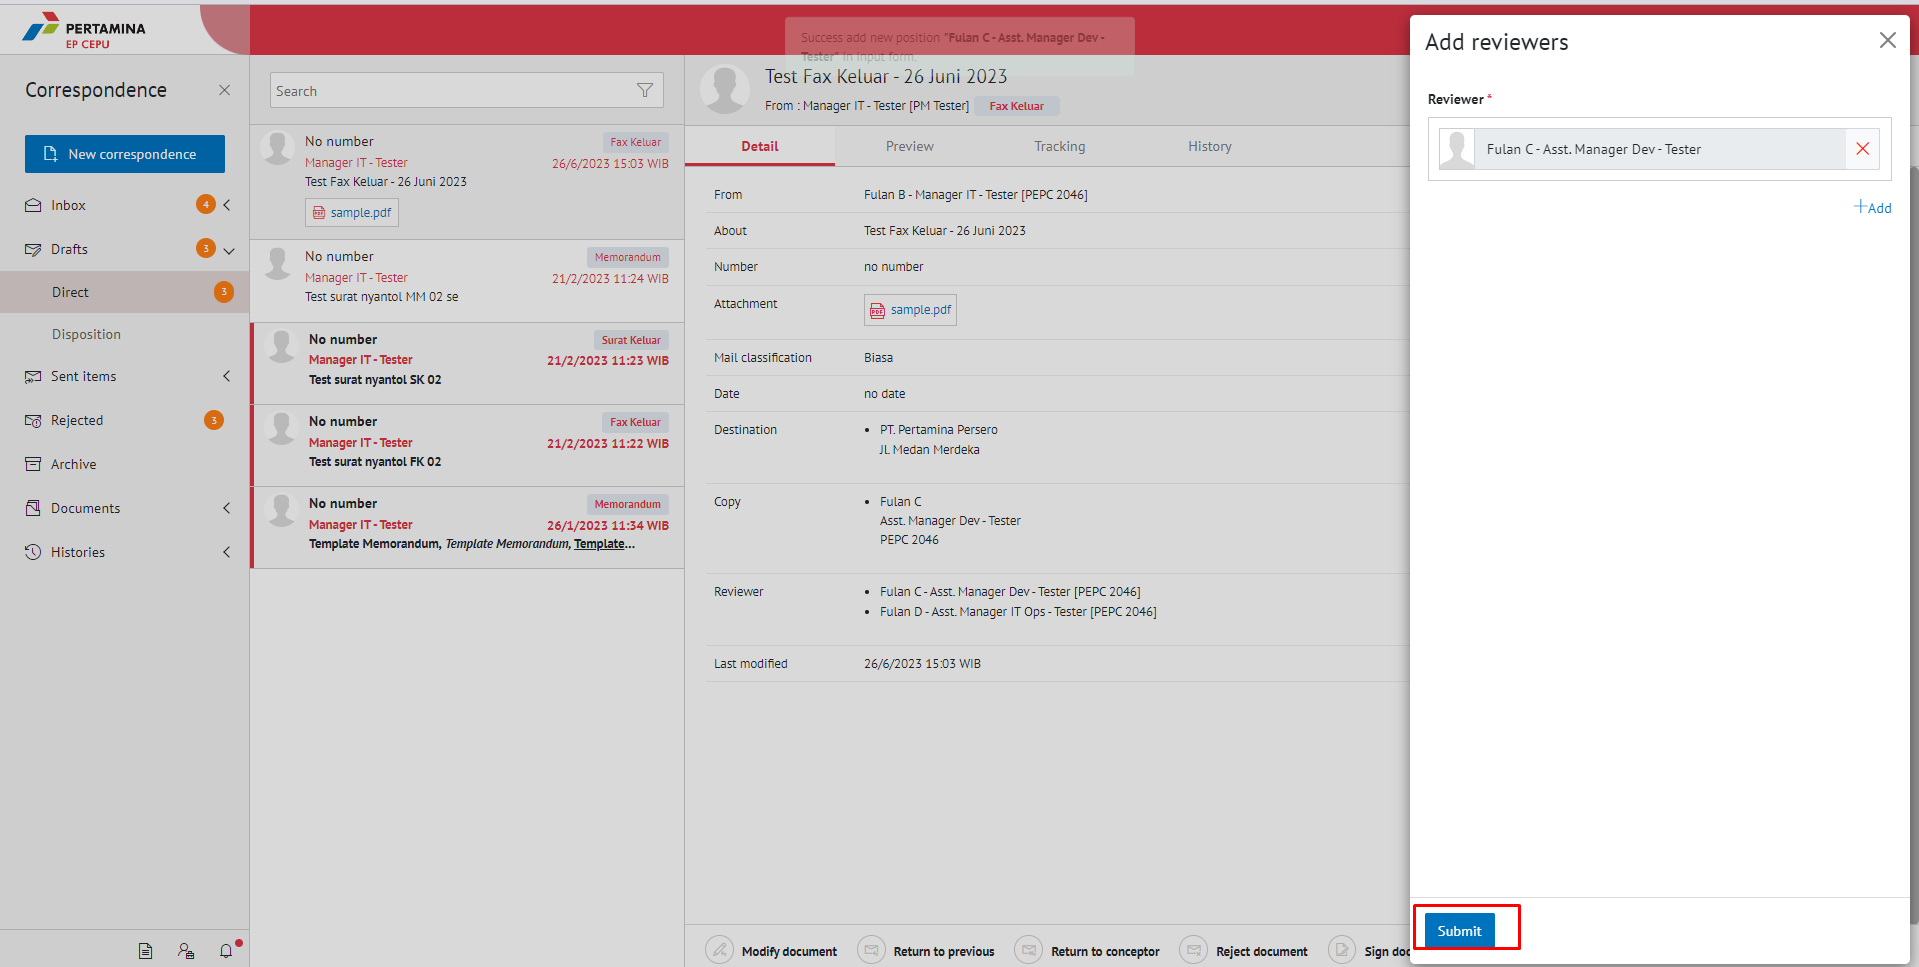 PERTAMINA
EP CEPU
Correspondence
New correspondence
Inbox
4
Drafts
3
Direct
3
Disposition
Sent items
Rejected
3
Archive
Documents
Histories
Search
No number
Fax Keluar
Manager IT - Tester
26/6/2023 15:03 WIB
Test Fax Keluar - 26 Juni 2023
sample.pdf
No number
Memorandum
Manager IT - Tester
21/2/2023 11:24 WIB
Test surat nyantol MM 02 se
No number
Surat Keluar
Manager IT - Tester
21/2/2023 11:23 WIB
Test surat nyantol SK 02
No number
Fax Keluar
Manager IT - Tester
21/2/2023 11:22 WIB
Test surat nyantol FK 02
No number
Memorandum
Manager IT - Tester
26/1/2023 11:34 WIB
Template Memorandum, Template Memorandum, Template...
Success add new position "Fulan C - Asst. Manager Dev -
Tester" in input form.
Test Fax Keluar - 26 Juni 2023
From : Manager IT - Tester [PM Tester]
Fax Keluar
Detail
Preview
Tracking
History
From
Fulan B - Manager IT - Tester [PEPC 2046]
About
Test Fax Keluar - 26 Juni 2023
Number
no number
Attachment
sample.pdf
Mail classification
Biasa
Date
no date
Destination
• PT. Pertamina Persero
Jl. Medan Merdeka
Copy
• Fulan C
Asst. Manager Dev - Tester
PEPC 2046
Reviewer
• Fulan C - Asst. Manager Dev - Tester [PEPC 2046]
• Fulan D - Asst. Manager IT Ops - Tester [PEPC 2046]
Last modified
26/6/2023 15:03 WIB
Modify document
Return to previous
Return to conceptor
Reject document
Sign doc
Add reviewers
Reviewer *
Fulan C - Asst. Manager Dev - Tester
+Add
Submit